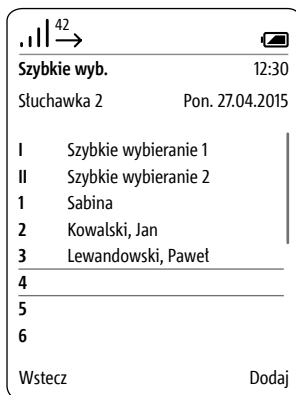 42
Szybkie wyb. 12:30
Słuchawka 2 Pon. 27.04.2015
I Szybkie wybieranie 1
II Szybkie wybieranie 2
1 Sabina
2 Kowalski, Jan
3 Lewandowski, Paweł
4
5
6
Wstecz Dodaj